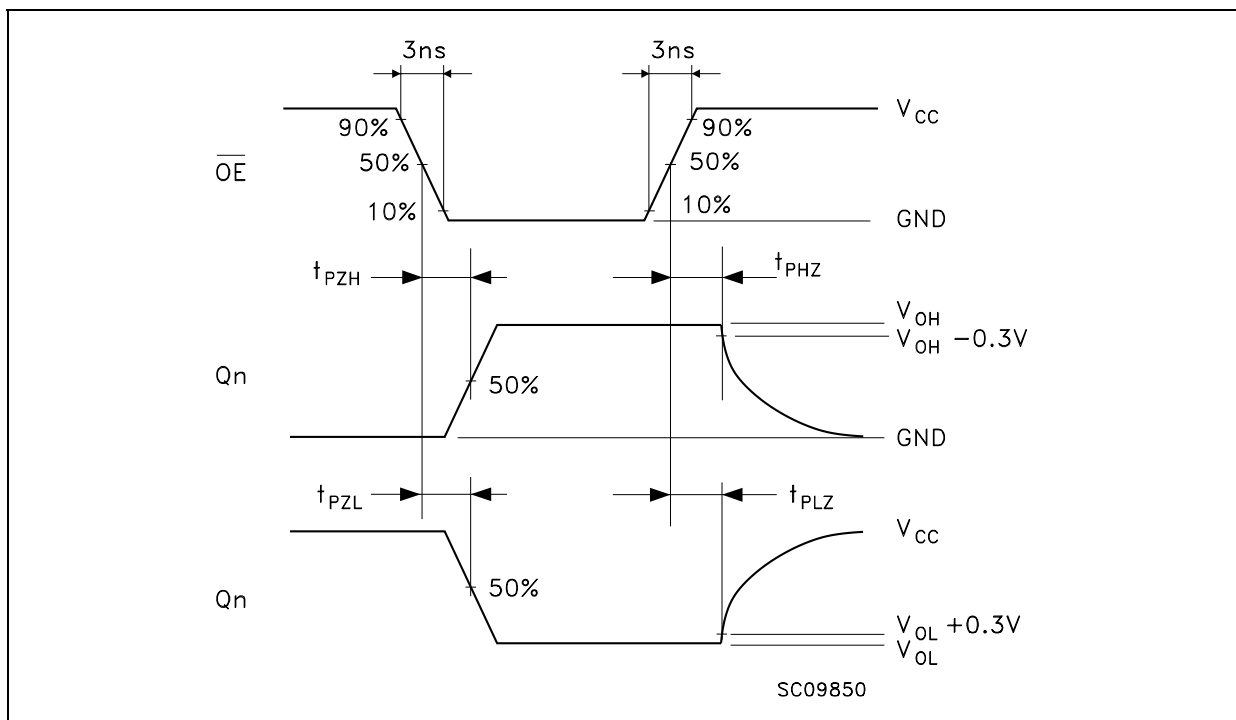 3ns 3ns
V_CC
90% 90%
50% 50%
O̅E̅
10% 10%
GND
t_PZH t_PHZ
V_OH
V_OH −0.3V
Qn 50%
GND
t_PZL t_PLZ
V_CC
50%
Qn
V_OL +0.3V
V_OL
SC09850